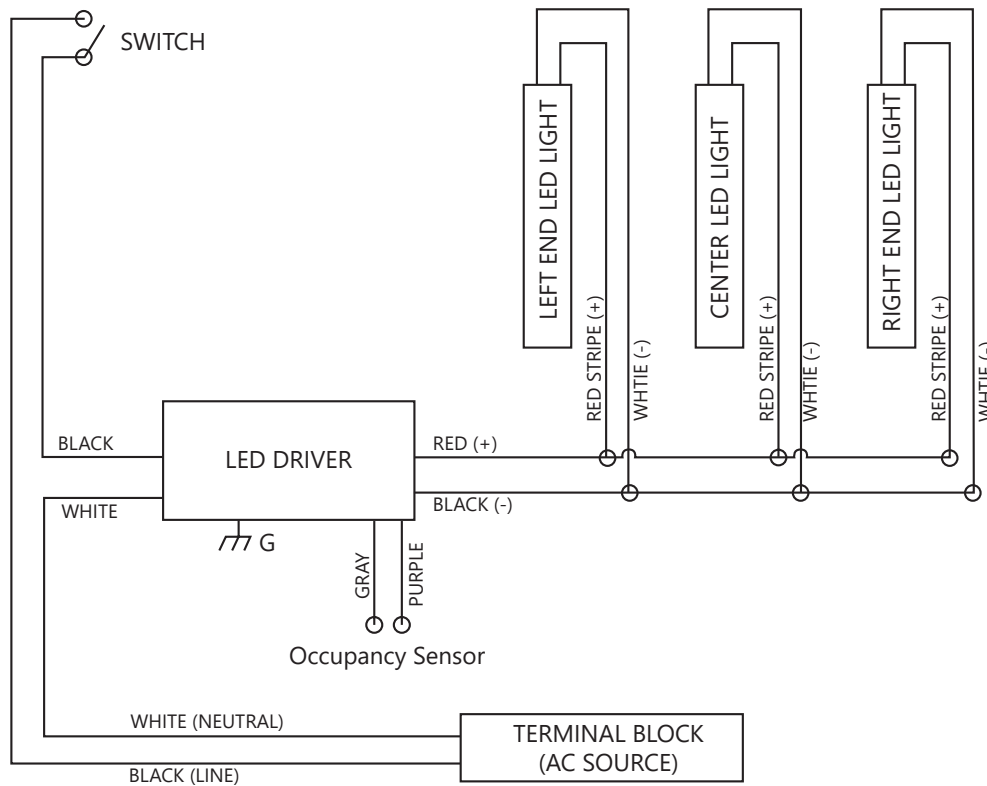 SWITCH
LEFT END LED LIGHT
CENTER LED LIGHT
RIGHT END LED LIGHT
RED STRIPE (+)
WHTIE (-)
RED STRIPE (+)
WHTIE (-)
RED STRIPE (+)
WHTIE (-)
BLACK
LED DRIVER
RED (+)
WHITE
BLACK (-)
G
GRAY
PURPLE
Occupancy Sensor
WHITE (NEUTRAL)
TERMINAL BLOCK
(AC SOURCE)
BLACK (LINE)